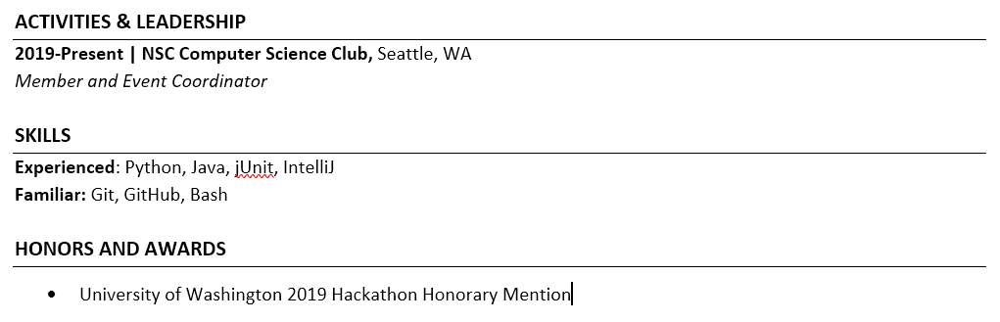 ACTIVITIES & LEADERSHIP
2019-Present | NSC Computer Science Club, Seattle, WA
Member and Event Coordinator
SKILLS
Experienced: Python, Java, jUnit, IntelliJ
Familiar: Git, GitHub, Bash
HONORS AND AWARDS
• University of Washington 2019 Hackathon Honorary Mention